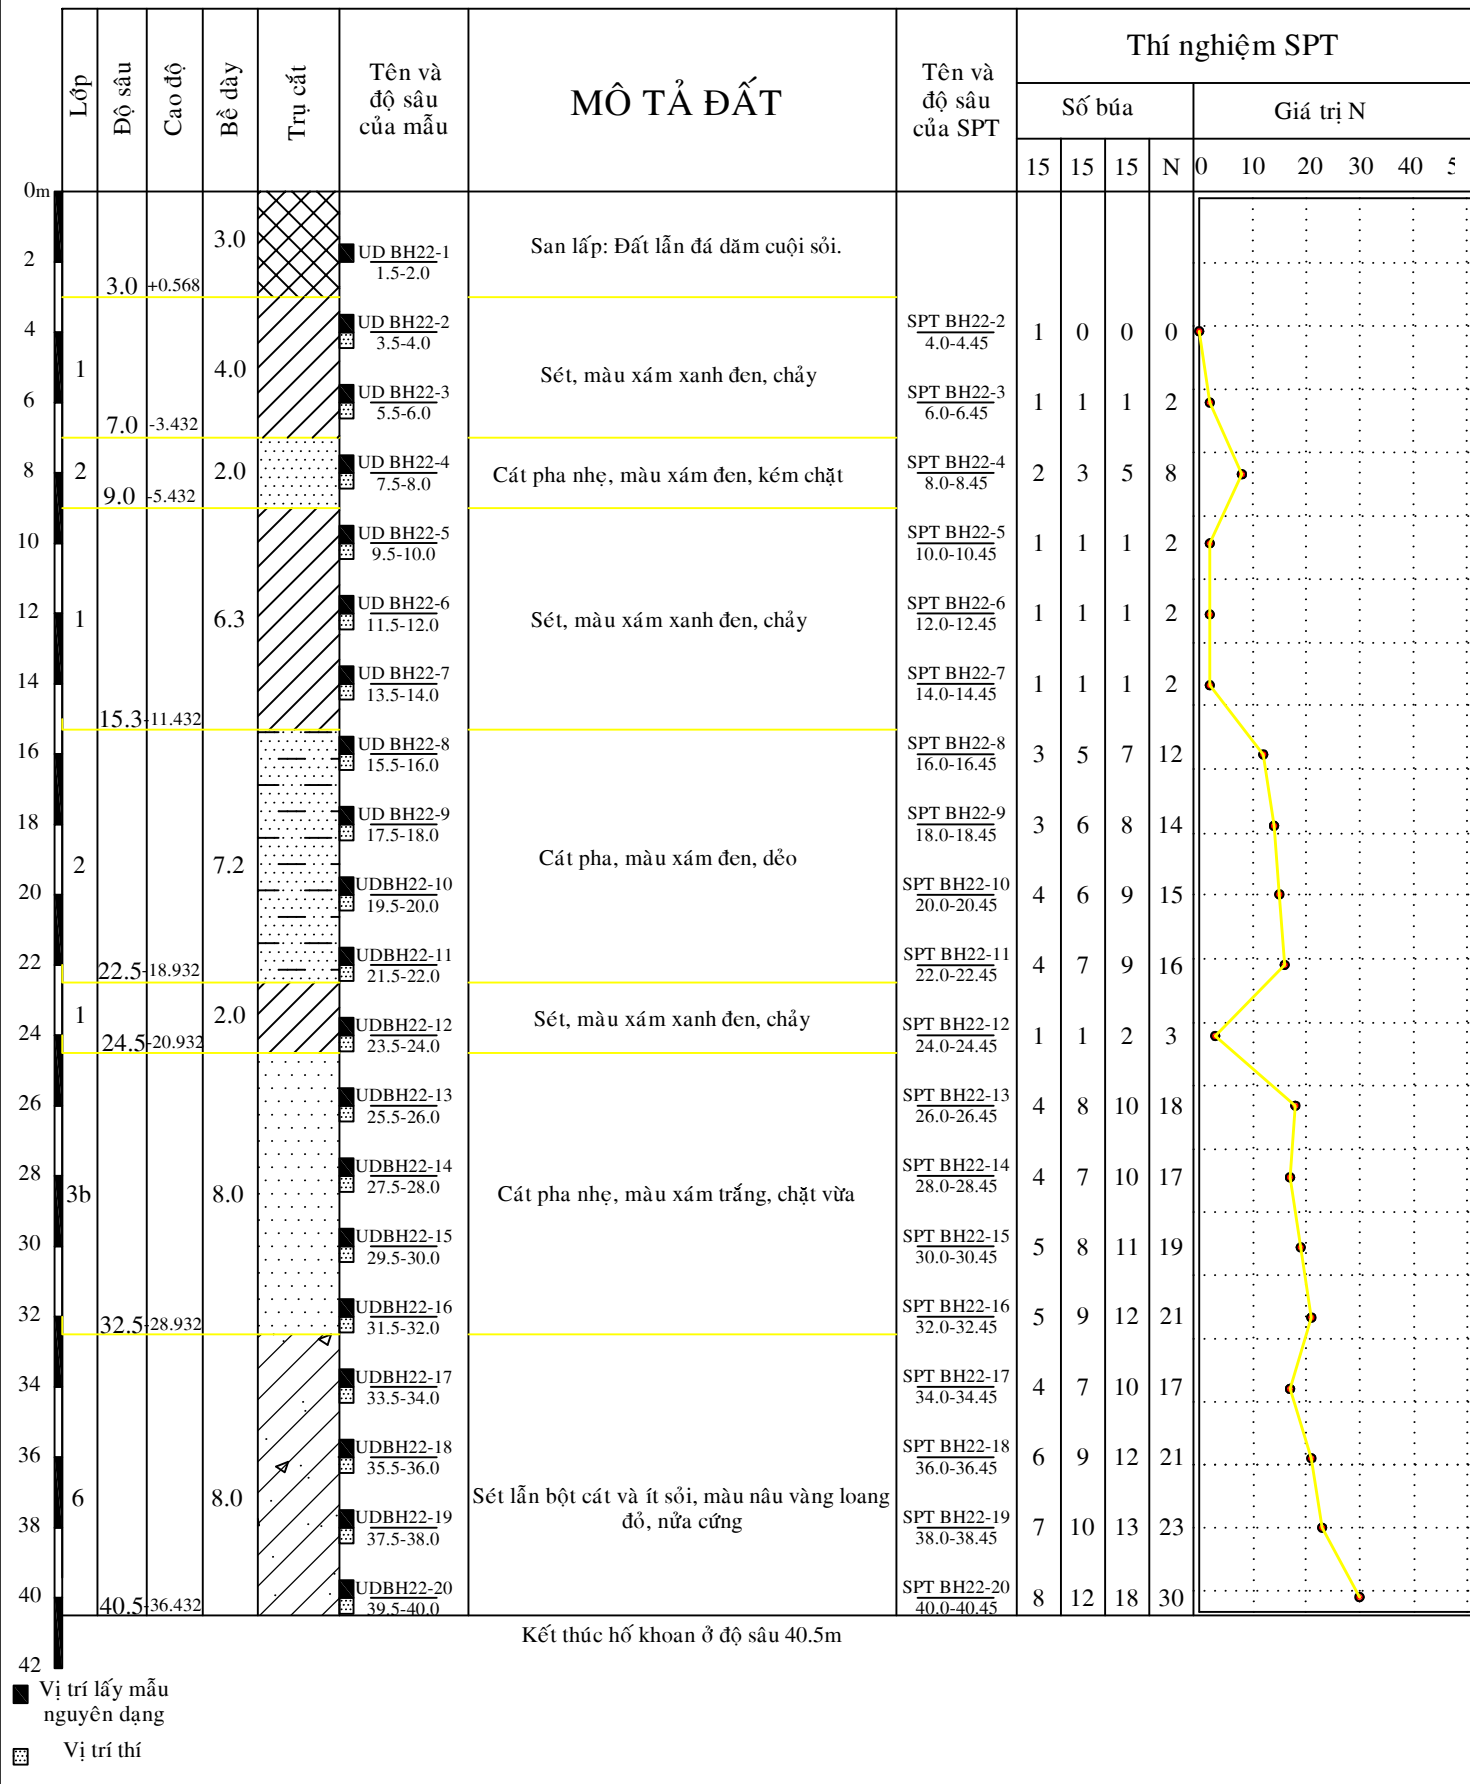 Lớp
Độ sâu
Cao độ
Bề dày
Trụ cắt
Tên và
độ sâu
của mẫu
MÔ TẢ ĐẤT
Tên và
độ sâu
của SPT
Thí nghiệm SPT
Số búa
Giá trị N
15 15 15 N 0 10 20 30 40 5
0m
3.0
San lấp: Đất lẫn đá dăm cuội sỏi.
UD BH22-1
2
1.5-2.0
3.0 +0.568
UD BH22-2 SPT BH22-2
4 1 0 0 0
3.5-4.0 4.0-4.45
1 4.0 Sét, màu xám xanh đen, chảy
UD BH22-3 SPT BH22-3
6 1 1 1 2
5.5-6.0 6.0-6.45
7.0 -3.432
UD BH22-4 SPT BH22-4
8 2 2.0 Cát pha nhẹ, màu xám đen, kém chặt 2 3 5 8
7.5-8.0 8.0-8.45
9.0 -5.432
UD BH22-5 SPT BH22-5
10 1 1 1 2
9.5-10.0 10.0-10.45
UD BH22-6 SPT BH22-6
12 1 6.3 Sét, màu xám xanh đen, chảy 1 1 1 2
11.5-12.0 12.0-12.45
UD BH22-7 SPT BH22-7
14 1 1 1 2
13.5-14.0 14.0-14.45
15.3 -11.432
UD BH22-8 SPT BH22-8
16 3 5 7 12
15.5-16.0 16.0-16.45
UD BH22-9 SPT BH22-9
18 3 6 8 14
17.5-18.0 18.0-18.45
2 7.2 Cát pha, màu xám đen, dẻo
UDBH22-10 SPT BH22-10
20 4 6 9 15
19.5-20.0 20.0-20.45
UDBH22-11 SPT BH22-11
22 4 7 9 16
22.5 -18.932 21.5-22.0 22.0-22.45
1 2.0 Sét, màu xám xanh đen, chảy
UDBH22-12 SPT BH22-12
24 1 1 2 3
24.5 -20.932 23.5-24.0 24.0-24.45
UDBH22-13 SPT BH22-13
26 4 8 10 18
25.5-26.0 26.0-26.45
UDBH22-14 SPT BH22-14
28 4 7 10 17
27.5-28.0 28.0-28.45
3b 8.0 Cát pha nhẹ, màu xám trắng, chặt vừa
UDBH22-15 SPT BH22-15
30 5 8 11 19
29.5-30.0 30.0-30.45
UDBH22-16 SPT BH22-16
32 5 9 12 21
32.5 -28.932 31.5-32.0 32.0-32.45
UDBH22-17 SPT BH22-17
34 4 7 10 17
33.5-34.0 34.0-34.45
UDBH22-18 SPT BH22-18
36 6 9 12 21
35.5-36.0 36.0-36.45
6 8.0 Sét lẫn bột cát và ít sỏi, màu nâu vàng loang
đỏ, nửa cứng
UDBH22-19 SPT BH22-19
38 7 10 13 23
37.5-38.0 38.0-38.45
UDBH22-20 SPT BH22-20
40 8 12 18 30
40.5 -36.432 39.5-40.0 40.0-40.45
Kết thúc hố khoan ở độ sâu 40.5m
42
Vị trí lấy mẫu
nguyên dạng
Vị trí thí